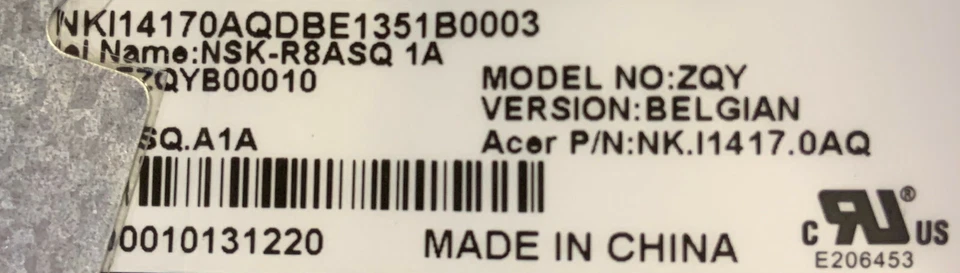 NKI14170AQDBE1351B0003
Name:NSK-R8ASQ 1A
ZQYB00010 MODEL NO:ZQY
VERSION:BELGIAN
SQ.A1A Acer P/N:NK.I1417.0AQ
0010131220 MADE IN CHINA
c RU ® US
E206453